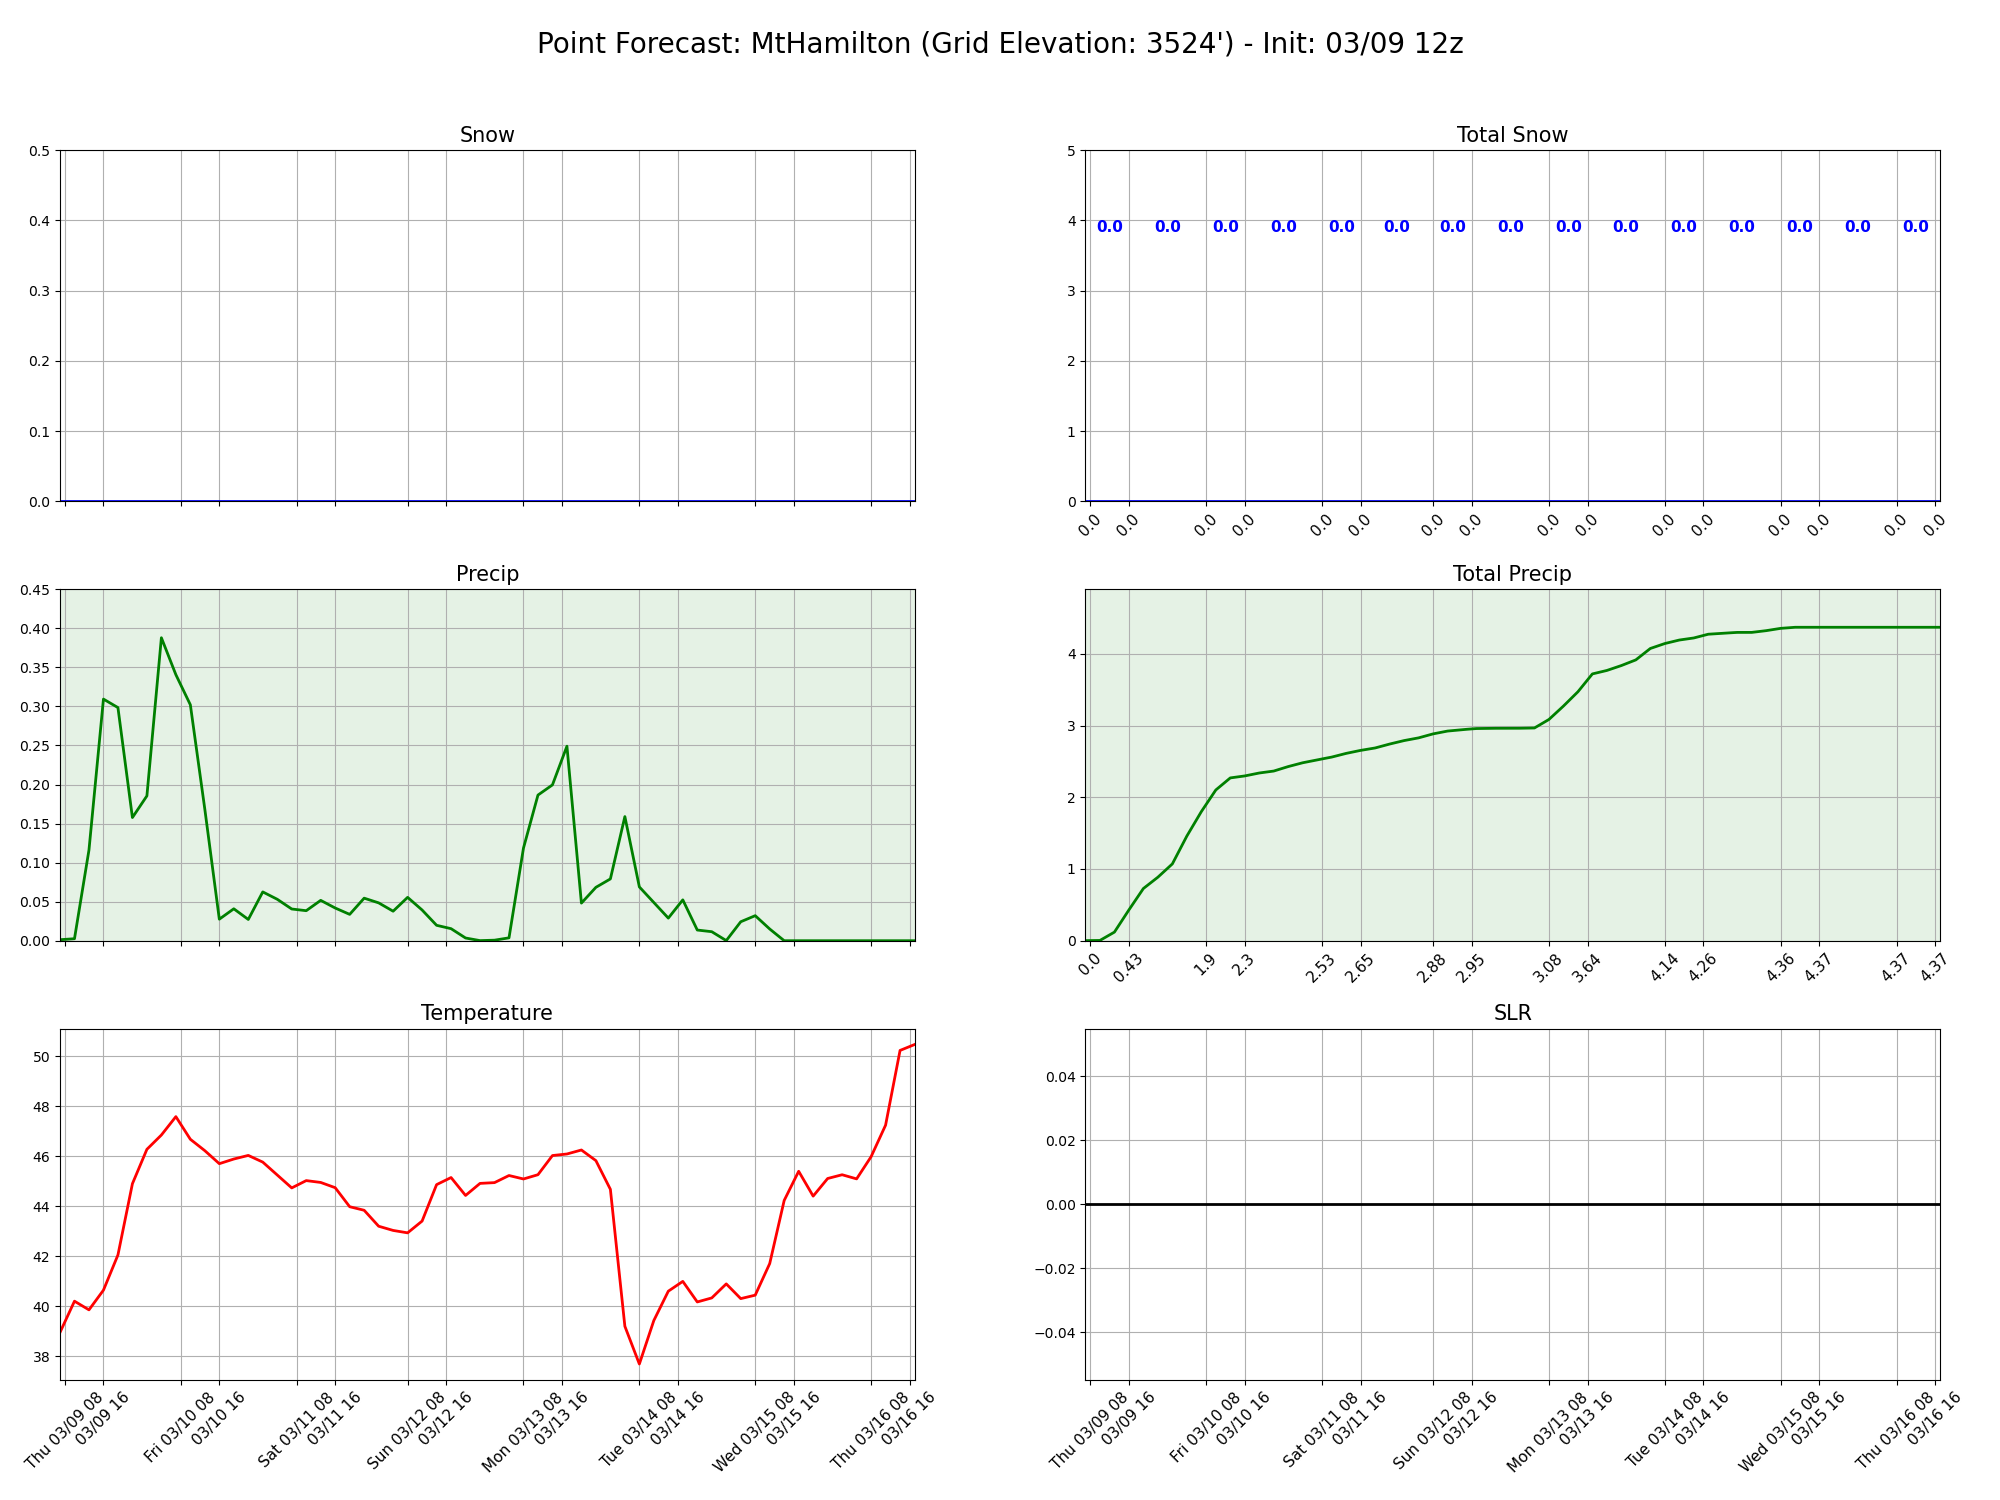 Point Forecast: MtHamilton (Grid Elevation: 3524') - Init: 03/09 12z
Snow
0.5
0.4
0.3
0.2
0.1
0.0
Total Snow
5
4
3
2
1
0
0.0 0.0 0.0 0.0 0.0 0.0 0.0 0.0 0.0 0.0 0.0 0.0 0.0 0.0 0.0
0.0 0.0 0.0 0.0 0.0 0.0 0.0 0.0 0.0 0.0 0.0 0.0 0.0 0.0 0.0 0.0
Precip
0.45
0.40
0.35
0.30
0.25
0.20
0.15
0.10
0.05
0.00
Total Precip
4
3
2
1
0
0.0 0.43 1.9 2.3 2.53 2.65 2.88 2.95 3.08 3.64 4.14 4.26 4.36 4.37 4.37 4.37
Temperature
50
48
46
44
42
40
38
Thu 03/09 08
03/09 16
Fri 03/10 08
03/10 16
Sat 03/11 08
03/11 16
Sun 03/12 08
03/12 16
Mon 03/13 08
03/13 16
Tue 03/14 08
03/14 16
Wed 03/15 08
03/15 16
Thu 03/16 08
03/16 16
SLR
0.04
0.02
0.00
−0.02
−0.04
Thu 03/09 08
03/09 16
Fri 03/10 08
03/10 16
Sat 03/11 08
03/11 16
Sun 03/12 08
03/12 16
Mon 03/13 08
03/13 16
Tue 03/14 08
03/14 16
Wed 03/15 08
03/15 16
Thu 03/16 08
03/16 16